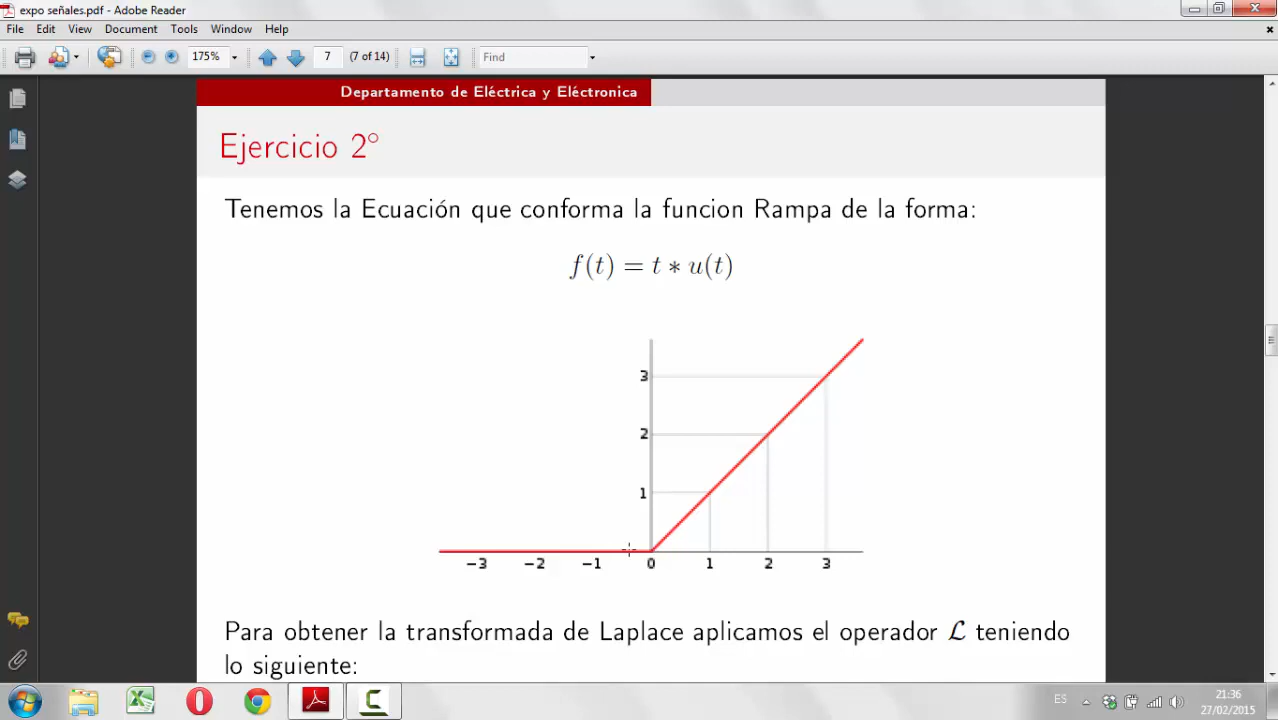 expo señales.pdf - Adobe Reader
File Edit View Document Tools Window Help
175% 7 (7 of 14) Find
Departamento de Eléctrica y Eléctronica
Ejercicio 2°
Tenemos la Ecuación que conforma la funcion Rampa de la forma:
f(t) = t ∗ u(t)
3
2
1
−3 −2 −1 0 1 2 3
Para obtener la transformada de Laplace aplicamos el operador ℒ teniendo
lo siguiente:
ES 21:36
27/02/2015